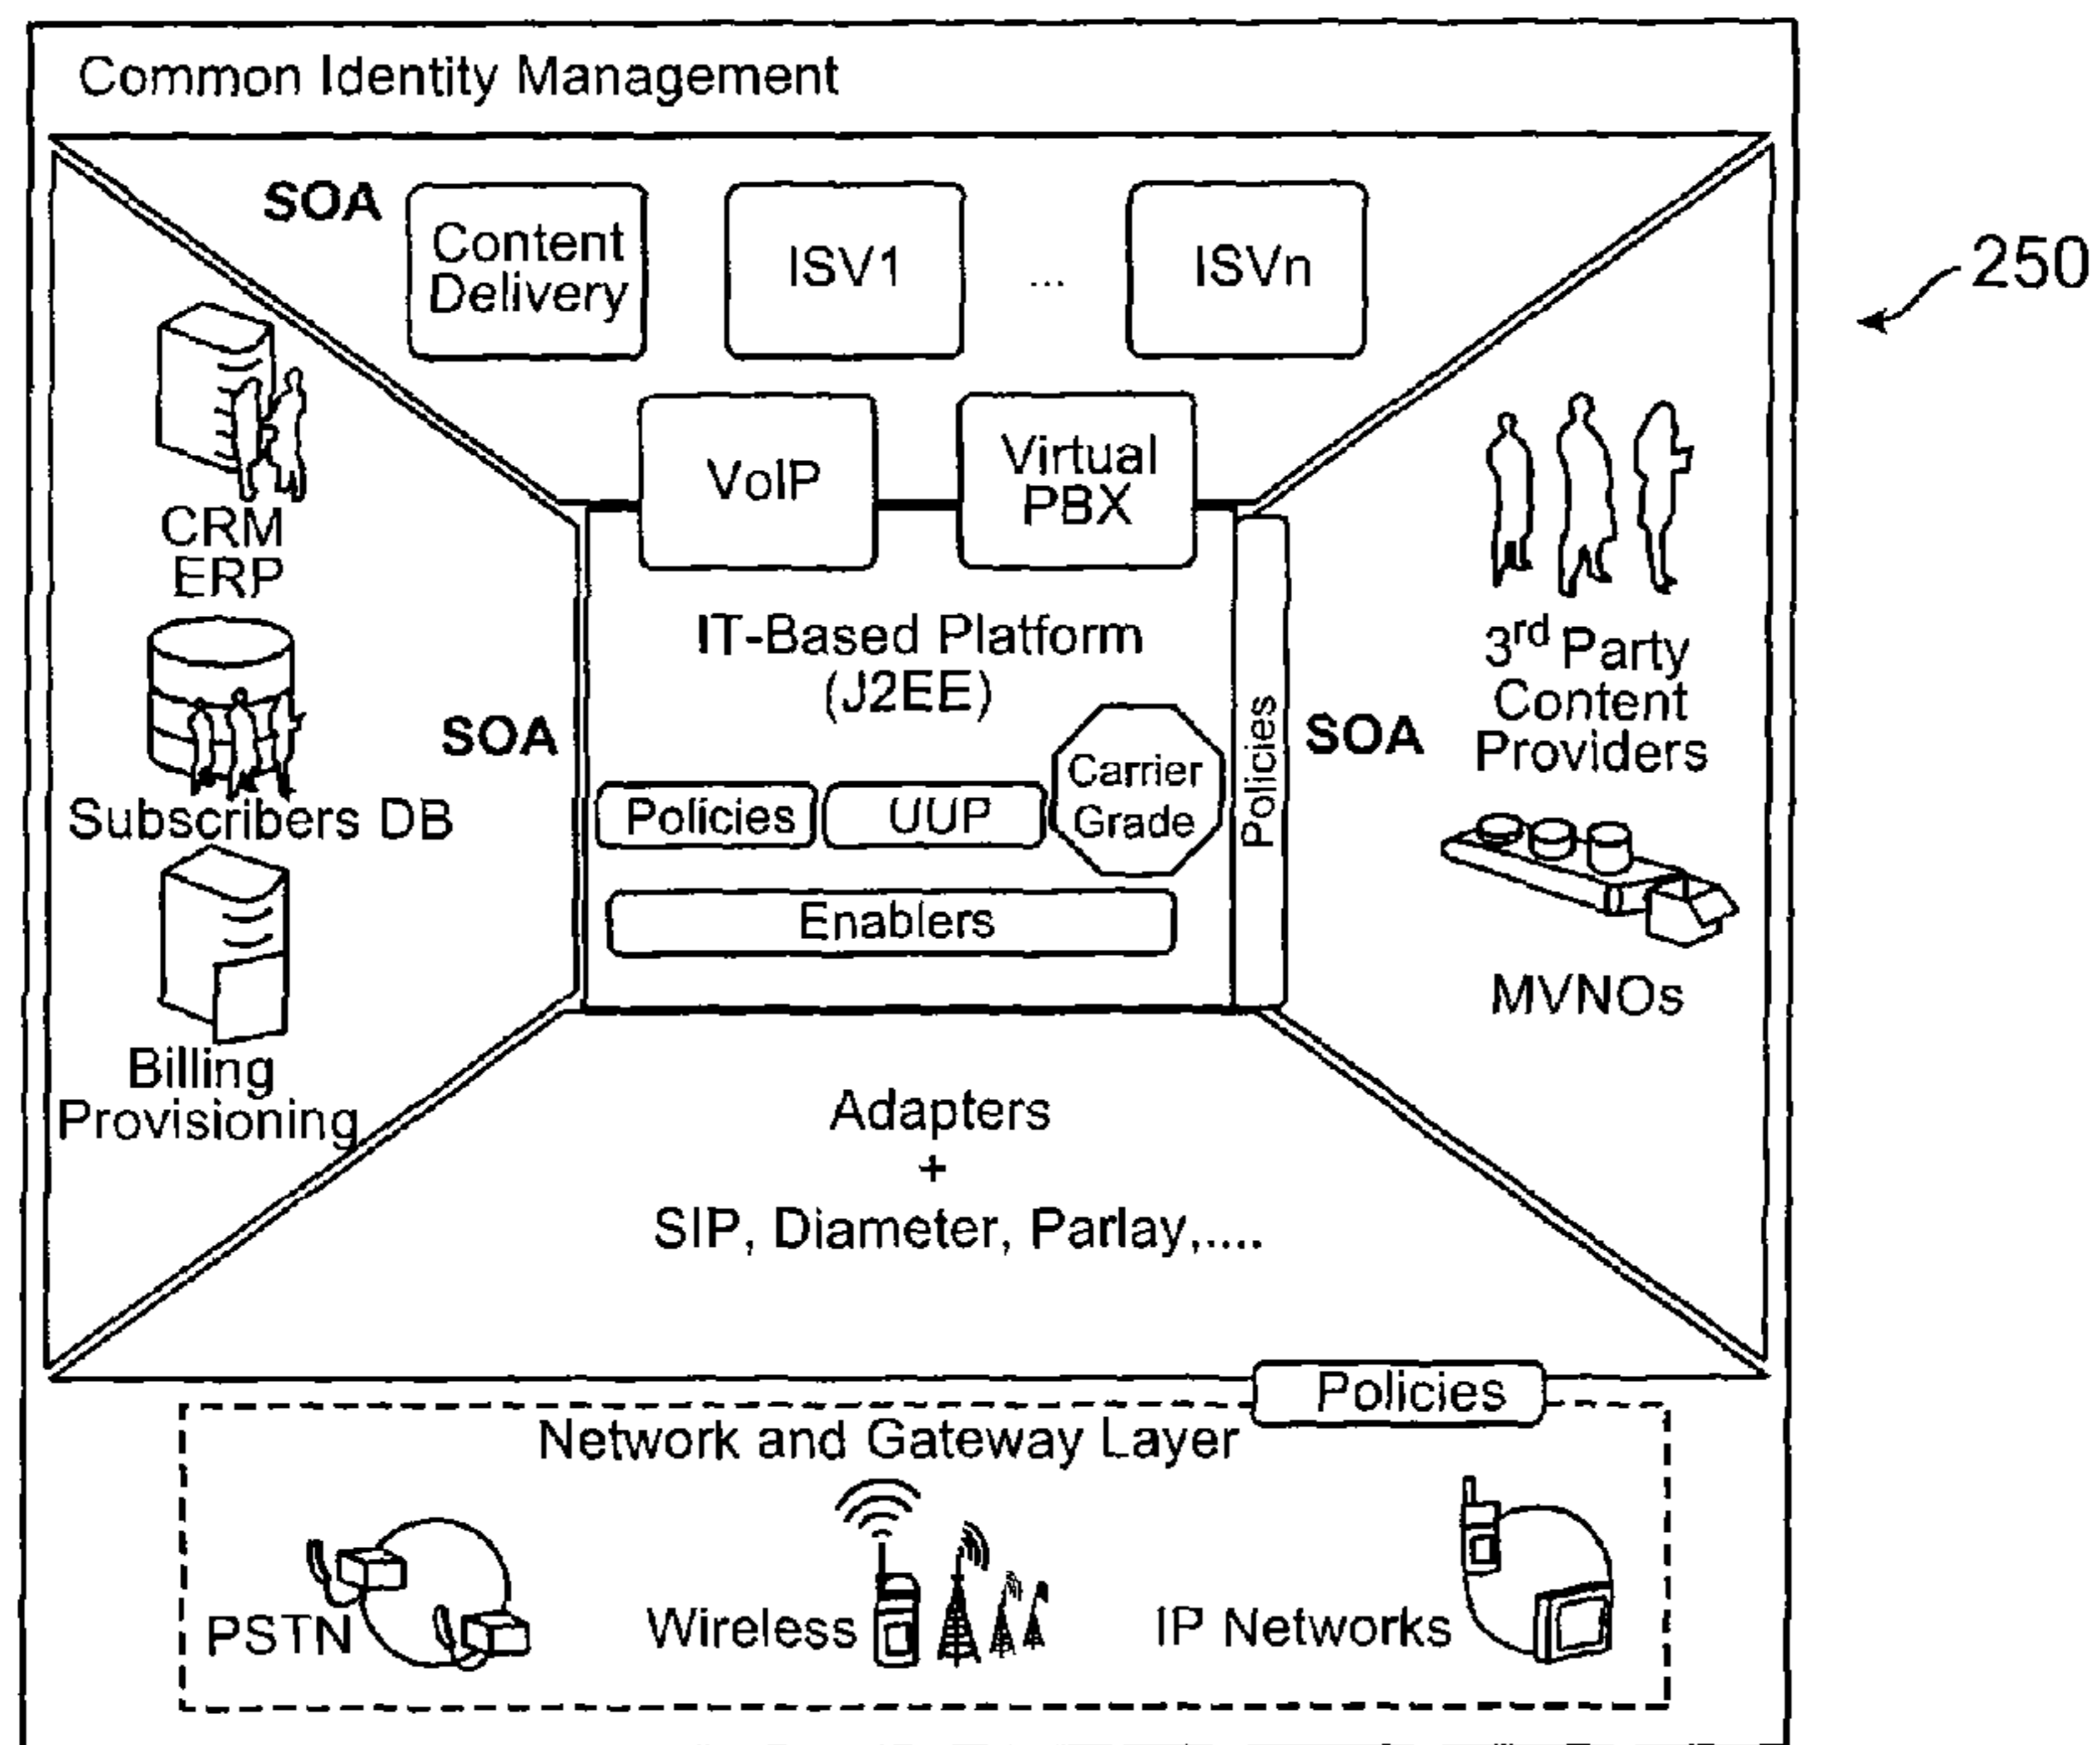 Common Identity Management
SOA
Content
Delivery
ISV1
...
ISVn
250
VoIP
Virtual
PBX
CRM
ERP
IT-Based Platform
(J2EE)
3rd Party
Content
Providers
SOA
Policies
SOA
Subscribers DB
Policies
UUP
Carrier
Grade
Enablers
MVNOs
Billing
Provisioning
Adapters
+
SIP, Diameter, Parlay,.....
Policies
Network and Gateway Layer
PSTN
Wireless
IP Networks